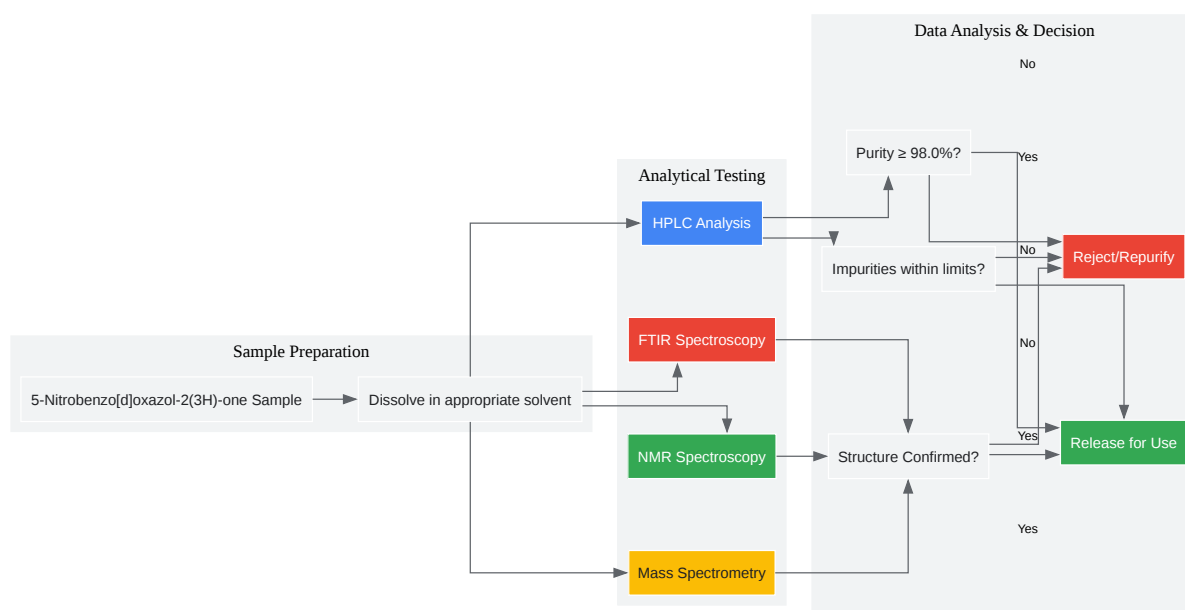 Data Analysis & Decision
No
Purity ≥ 98.0%?
Yes
Analytical Testing
HPLC Analysis
No
Reject/Repurify
Impurities within limits?
FTIR Spectroscopy
No
Sample Preparation
5-Nitrobenzo[d]oxazol-2(3H)-one Sample
Dissolve in appropriate solvent
Yes
Release for Use
NMR Spectroscopy
Structure Confirmed?
Yes
Mass Spectrometry